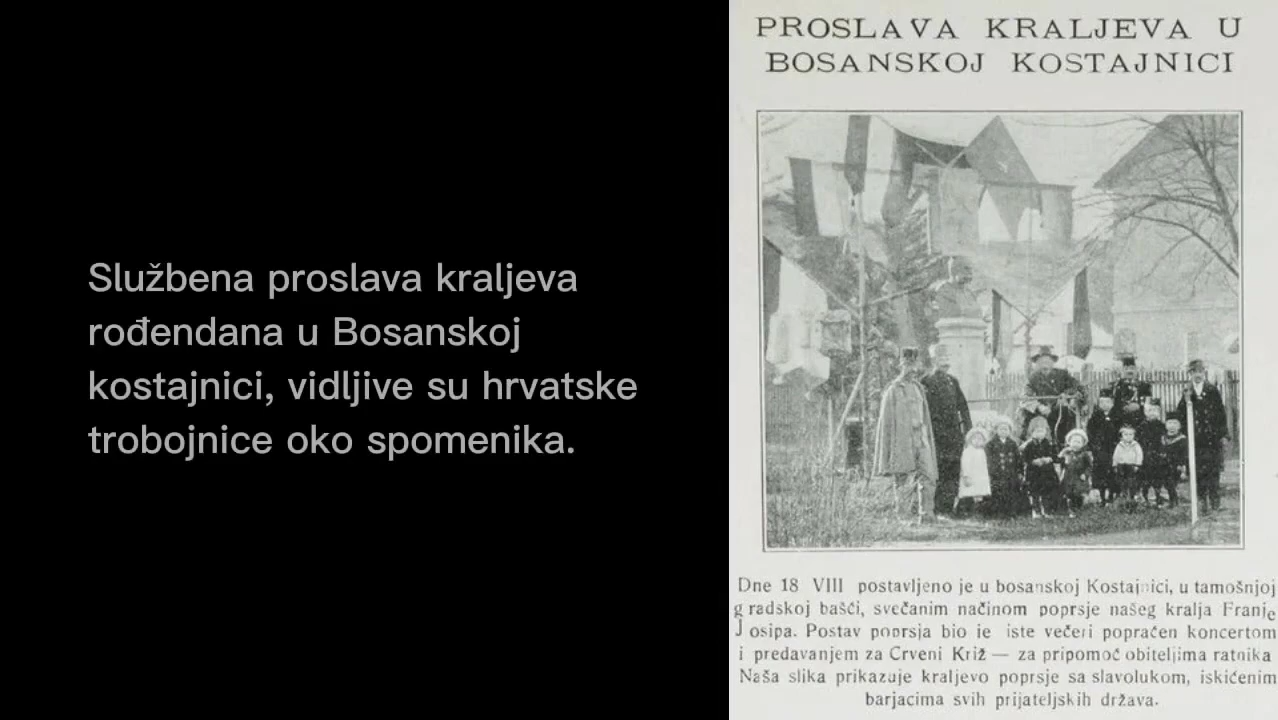 Službena proslava kraljeva
rođendana u Bosanskoj
kostajnici, vidljive su hrvatske
trobojnice oko spomenika.
PROSLAVA KRALJEVA U
BOSANSKOJ KOSTAJNICI
Dne 18 VIII postavljeno je u bosanskoj Kostajnici, u tamošnjoj
gradskoj bašći, svečanim načinom poprsje našeg kralja Franje
Josipa. Postav poprsja bio je iste večeri popraćen koncertom
i predavanjem za Crveni Križ — za pripomoć obiteljima ratnika
Naša slika prikazuje kraljevo poprsje sa slavolukom, iskićenim
barjacima svih prijateljskih država.